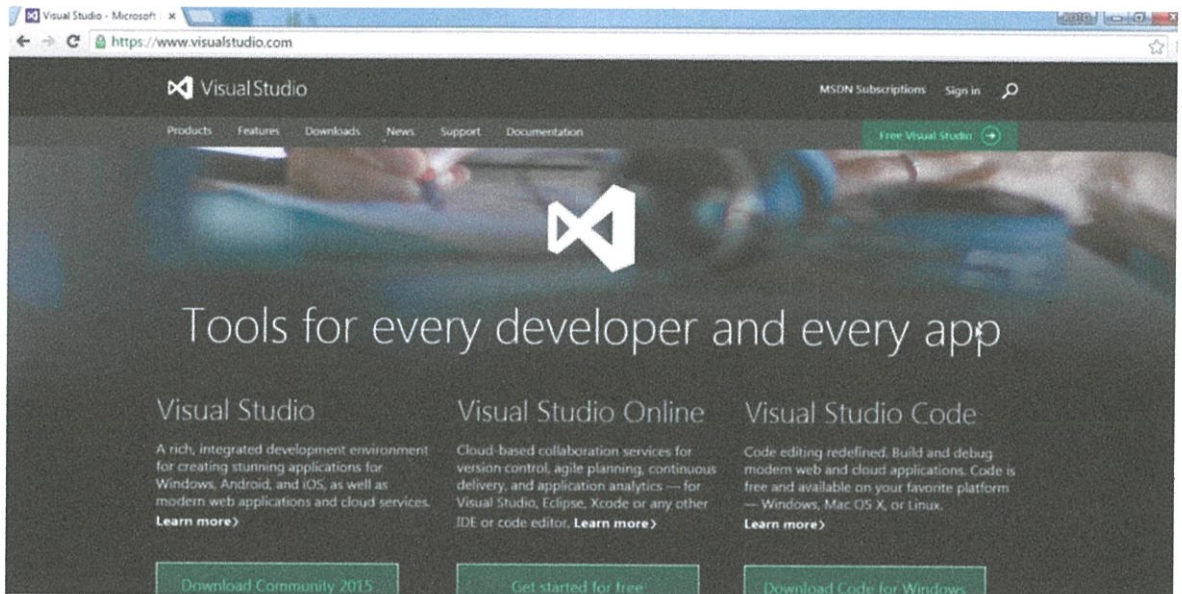 Visual Studio - Microsoft
https://www.visualstudio.com
Visual Studio
MSDN Subscriptions Sign in
Products Features Downloads News Support Documentation
Free Visual Studio
Tools for every developer and every app
Visual Studio
A rich, integrated development environment
for creating stunning applications for
Windows, Android, and iOS, as well as
modern web applications and cloud services.
Learn more>
Visual Studio Online
Cloud-based collaboration services for
version control, agile planning, continuous
delivery, and application analytics — for
Visual Studio, Eclipse, Xcode or any other
IDE or code editor. Learn more>
Visual Studio Code
Code editing redefined. Build and debug
modern web and cloud applications. Code is
free and available on your favorite platform
— Windows, Mac OS X, or Linux.
Learn more>
Download Community 2015
Get started for free
Download Code for Windows